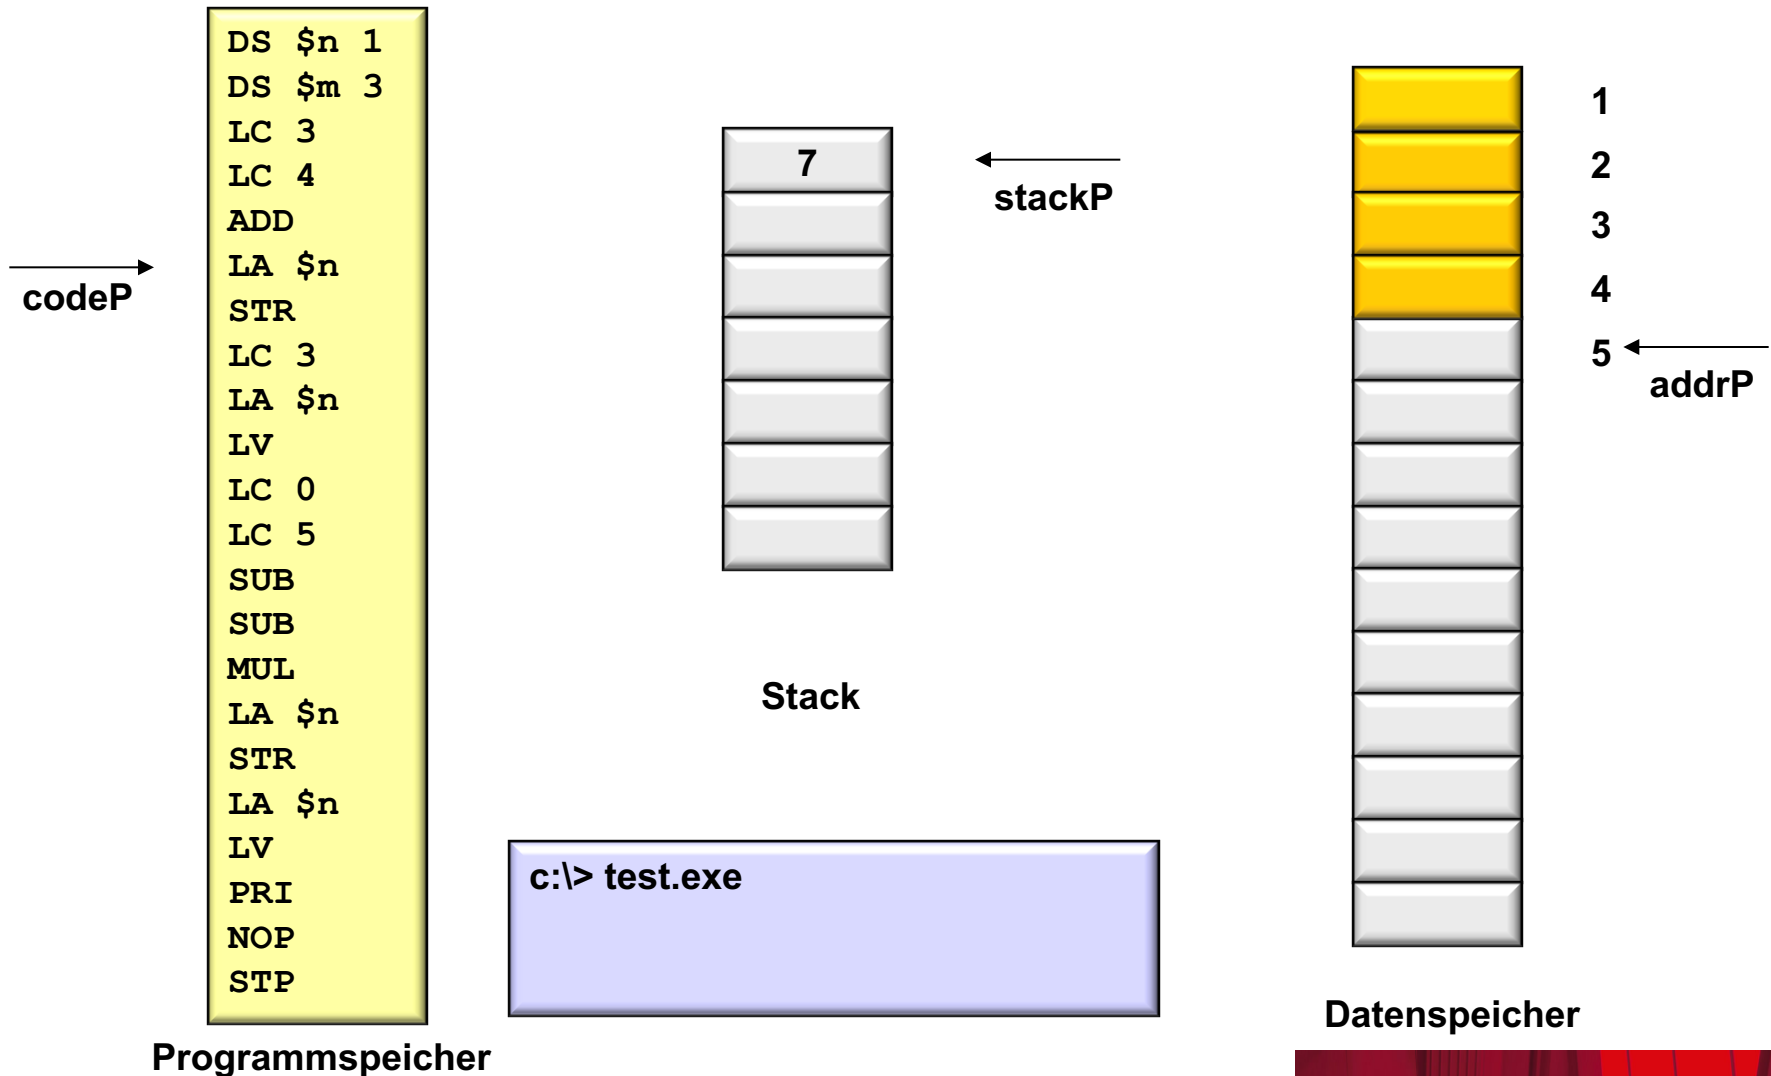 DS $n 1
DS $m 3
LC 3
LC 4
ADD
LA $n
STR
LC 3
LA $n
LV
LC 0
LC 5
SUB
SUB
MUL
LA $n
STR
LA $n
LV
PRI
NOP
STP
codeP
Programmspeicher
7
stackP
Stack
c:\> test.exe
1
2
3
4
5
addrP
Datenspeicher